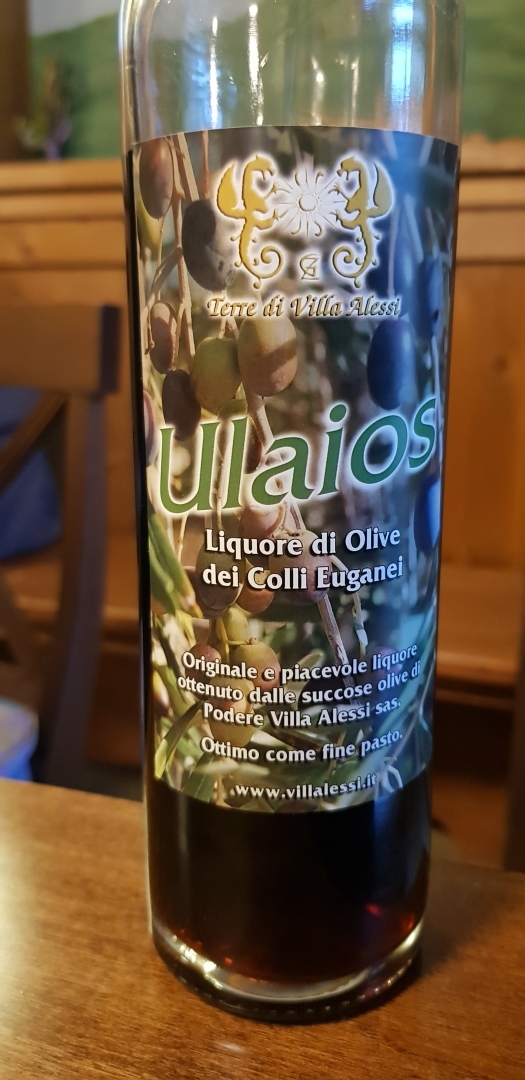 Terre di Villa Alessi
Ulaios
Liquore di Olive
dei Colli Euganei
Originale e piacevole liquore
ottenuto dalle succose olive di
Podere Villa Alessi sas.
Ottimo come fine pasto.
www.villalessi.it